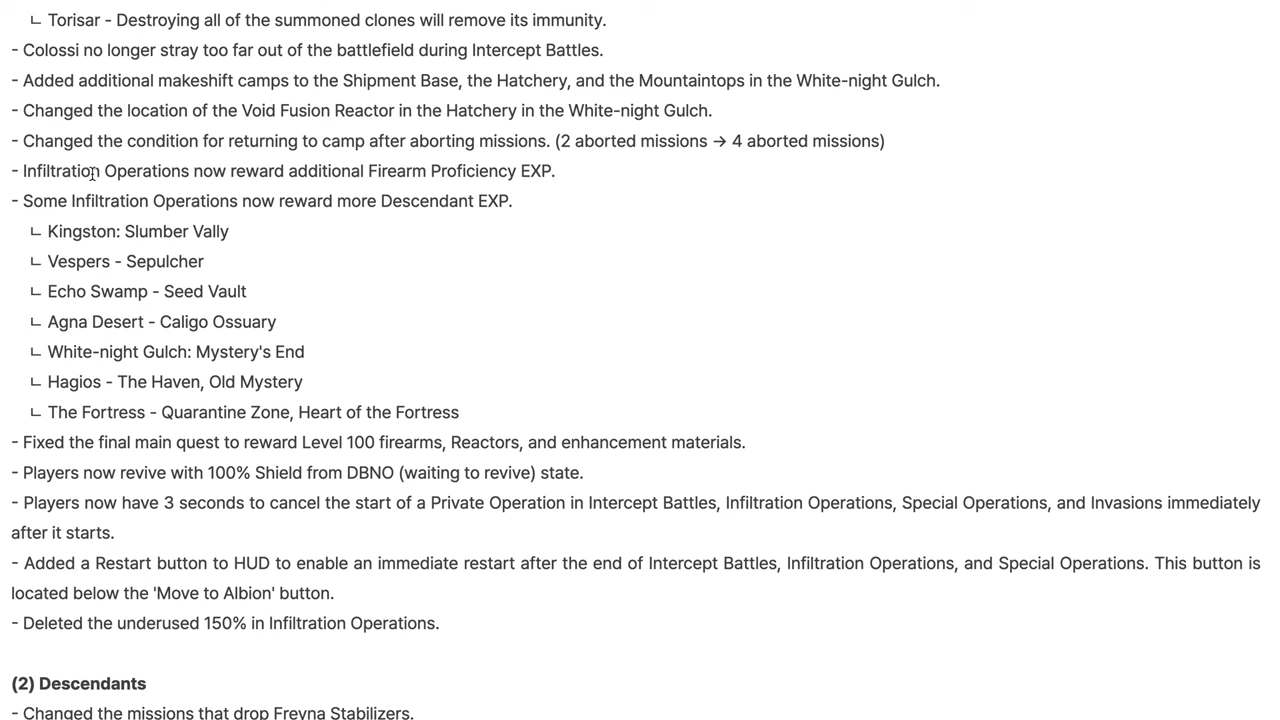 ㄴ Torisar - Destroying all of the summoned clones will remove its immunity.
- Colossi no longer stray too far out of the battlefield during Intercept Battles.
- Added additional makeshift camps to the Shipment Base, the Hatchery, and the Mountaintops in the White-night Gulch.
- Changed the location of the Void Fusion Reactor in the Hatchery in the White-night Gulch.
- Changed the condition for returning to camp after aborting missions. (2 aborted missions → 4 aborted missions)
- Infiltration Operations now reward additional Firearm Proficiency EXP.
- Some Infiltration Operations now reward more Descendant EXP.
ㄴ Kingston: Slumber Vally
ㄴ Vespers - Sepulcher
ㄴ Echo Swamp - Seed Vault
ㄴ Agna Desert - Caligo Ossuary
ㄴ White-night Gulch: Mystery's End
ㄴ Hagios - The Haven, Old Mystery
ㄴ The Fortress - Quarantine Zone, Heart of the Fortress
- Fixed the final main quest to reward Level 100 firearms, Reactors, and enhancement materials.
- Players now revive with 100% Shield from DBNO (waiting to revive) state.
- Players now have 3 seconds to cancel the start of a Private Operation in Intercept Battles, Infiltration Operations, Special Operations, and Invasions immediately
after it starts.
- Added a Restart button to HUD to enable an immediate restart after the end of Intercept Battles, Infiltration Operations, and Special Operations. This button is
located below the 'Move to Albion' button.
- Deleted the underused 150% in Infiltration Operations.
(2) Descendants
- Changed the missions that drop Freyna Stabilizers.